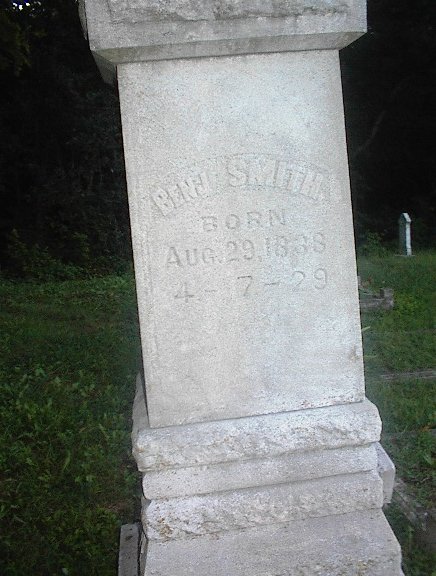 BENJ. SMITH.
BORN
AUG. 29, 1838
4 - 7 - 29